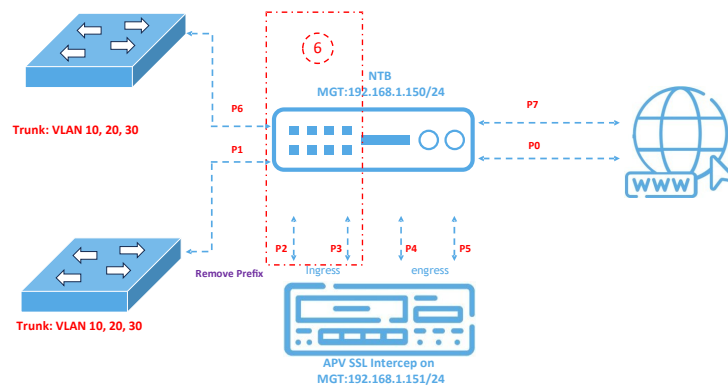 6
NTB
MGT:192.168.1.150/24
P6
P7
Trunk: VLAN 10, 20, 30
P1
P0
WWW
P2
P3
P4
P5
Remove Prefix
Ingress
engress
Trunk: VLAN 10, 20, 30
APV SSL Intercep on
MGT:192.168.1.151/24